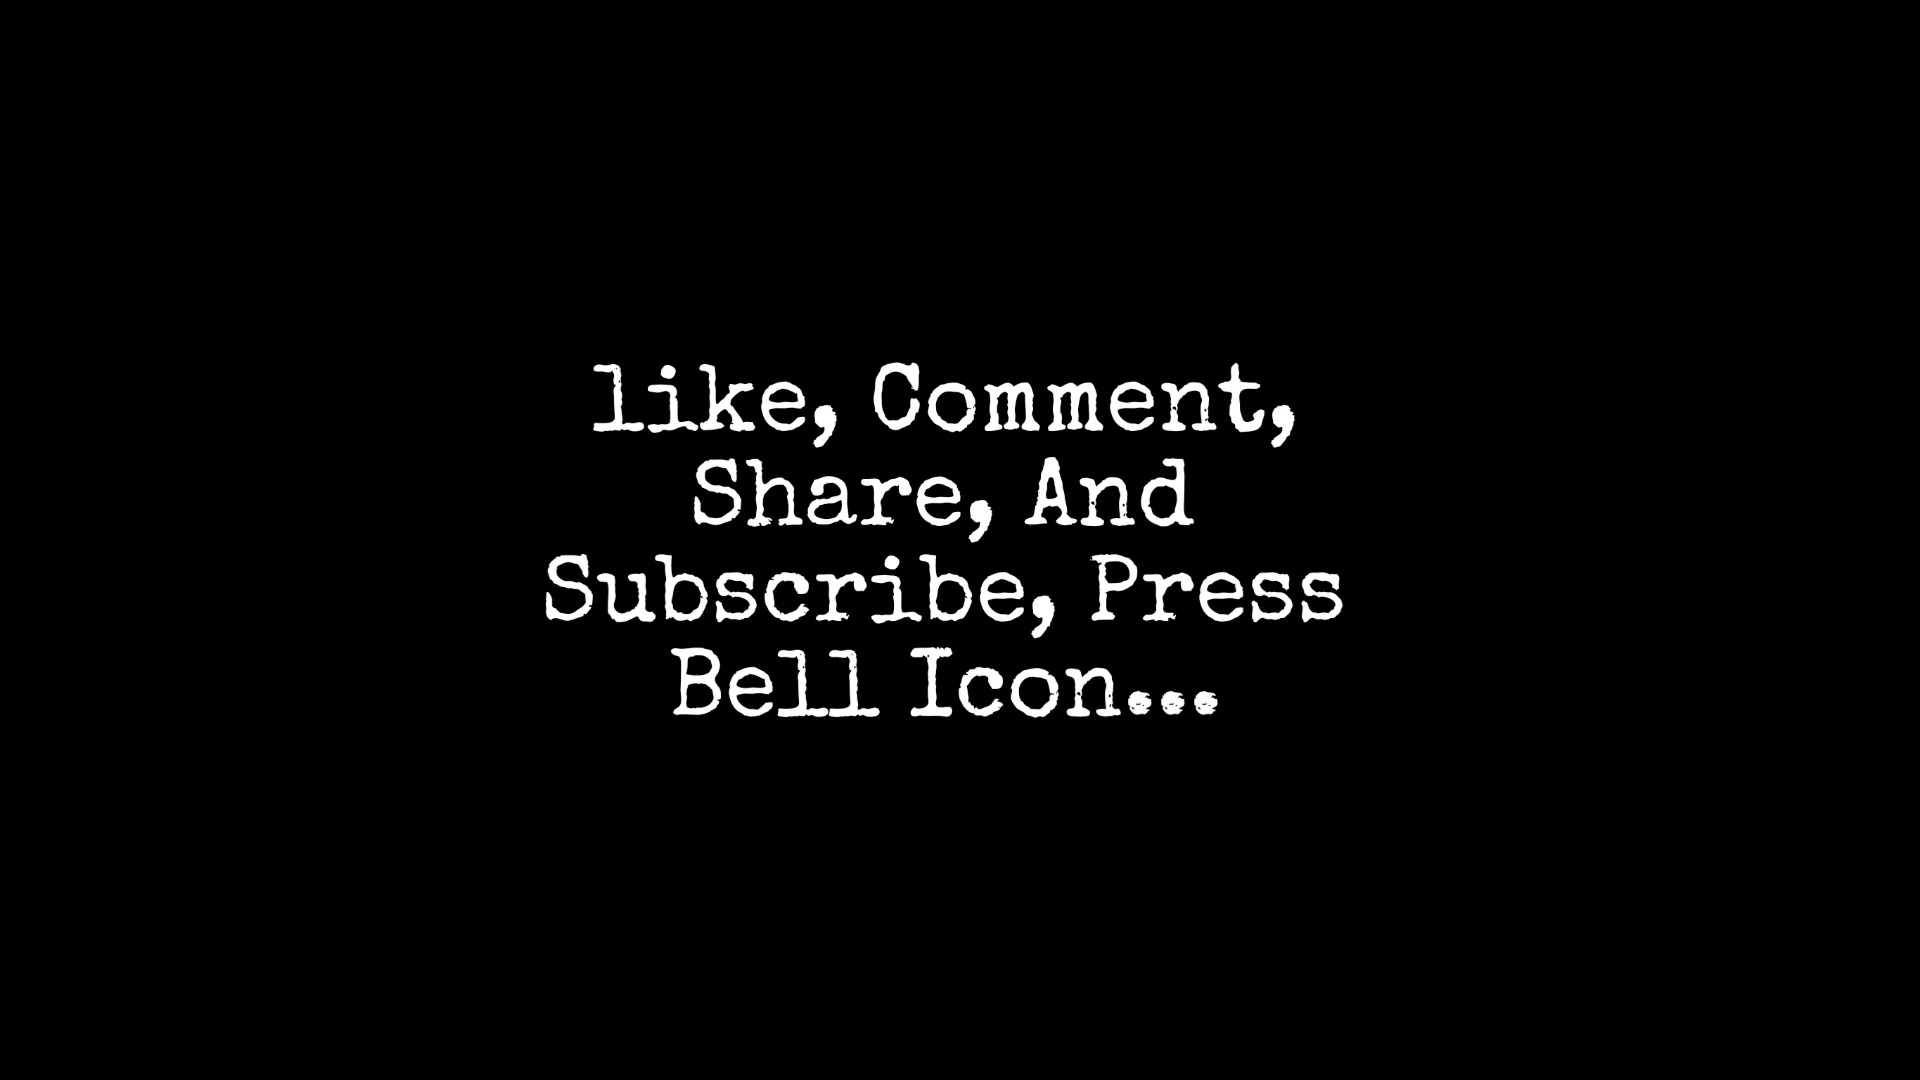 like, Comment,
Share, And
Subscribe, Press
Bell Icon...